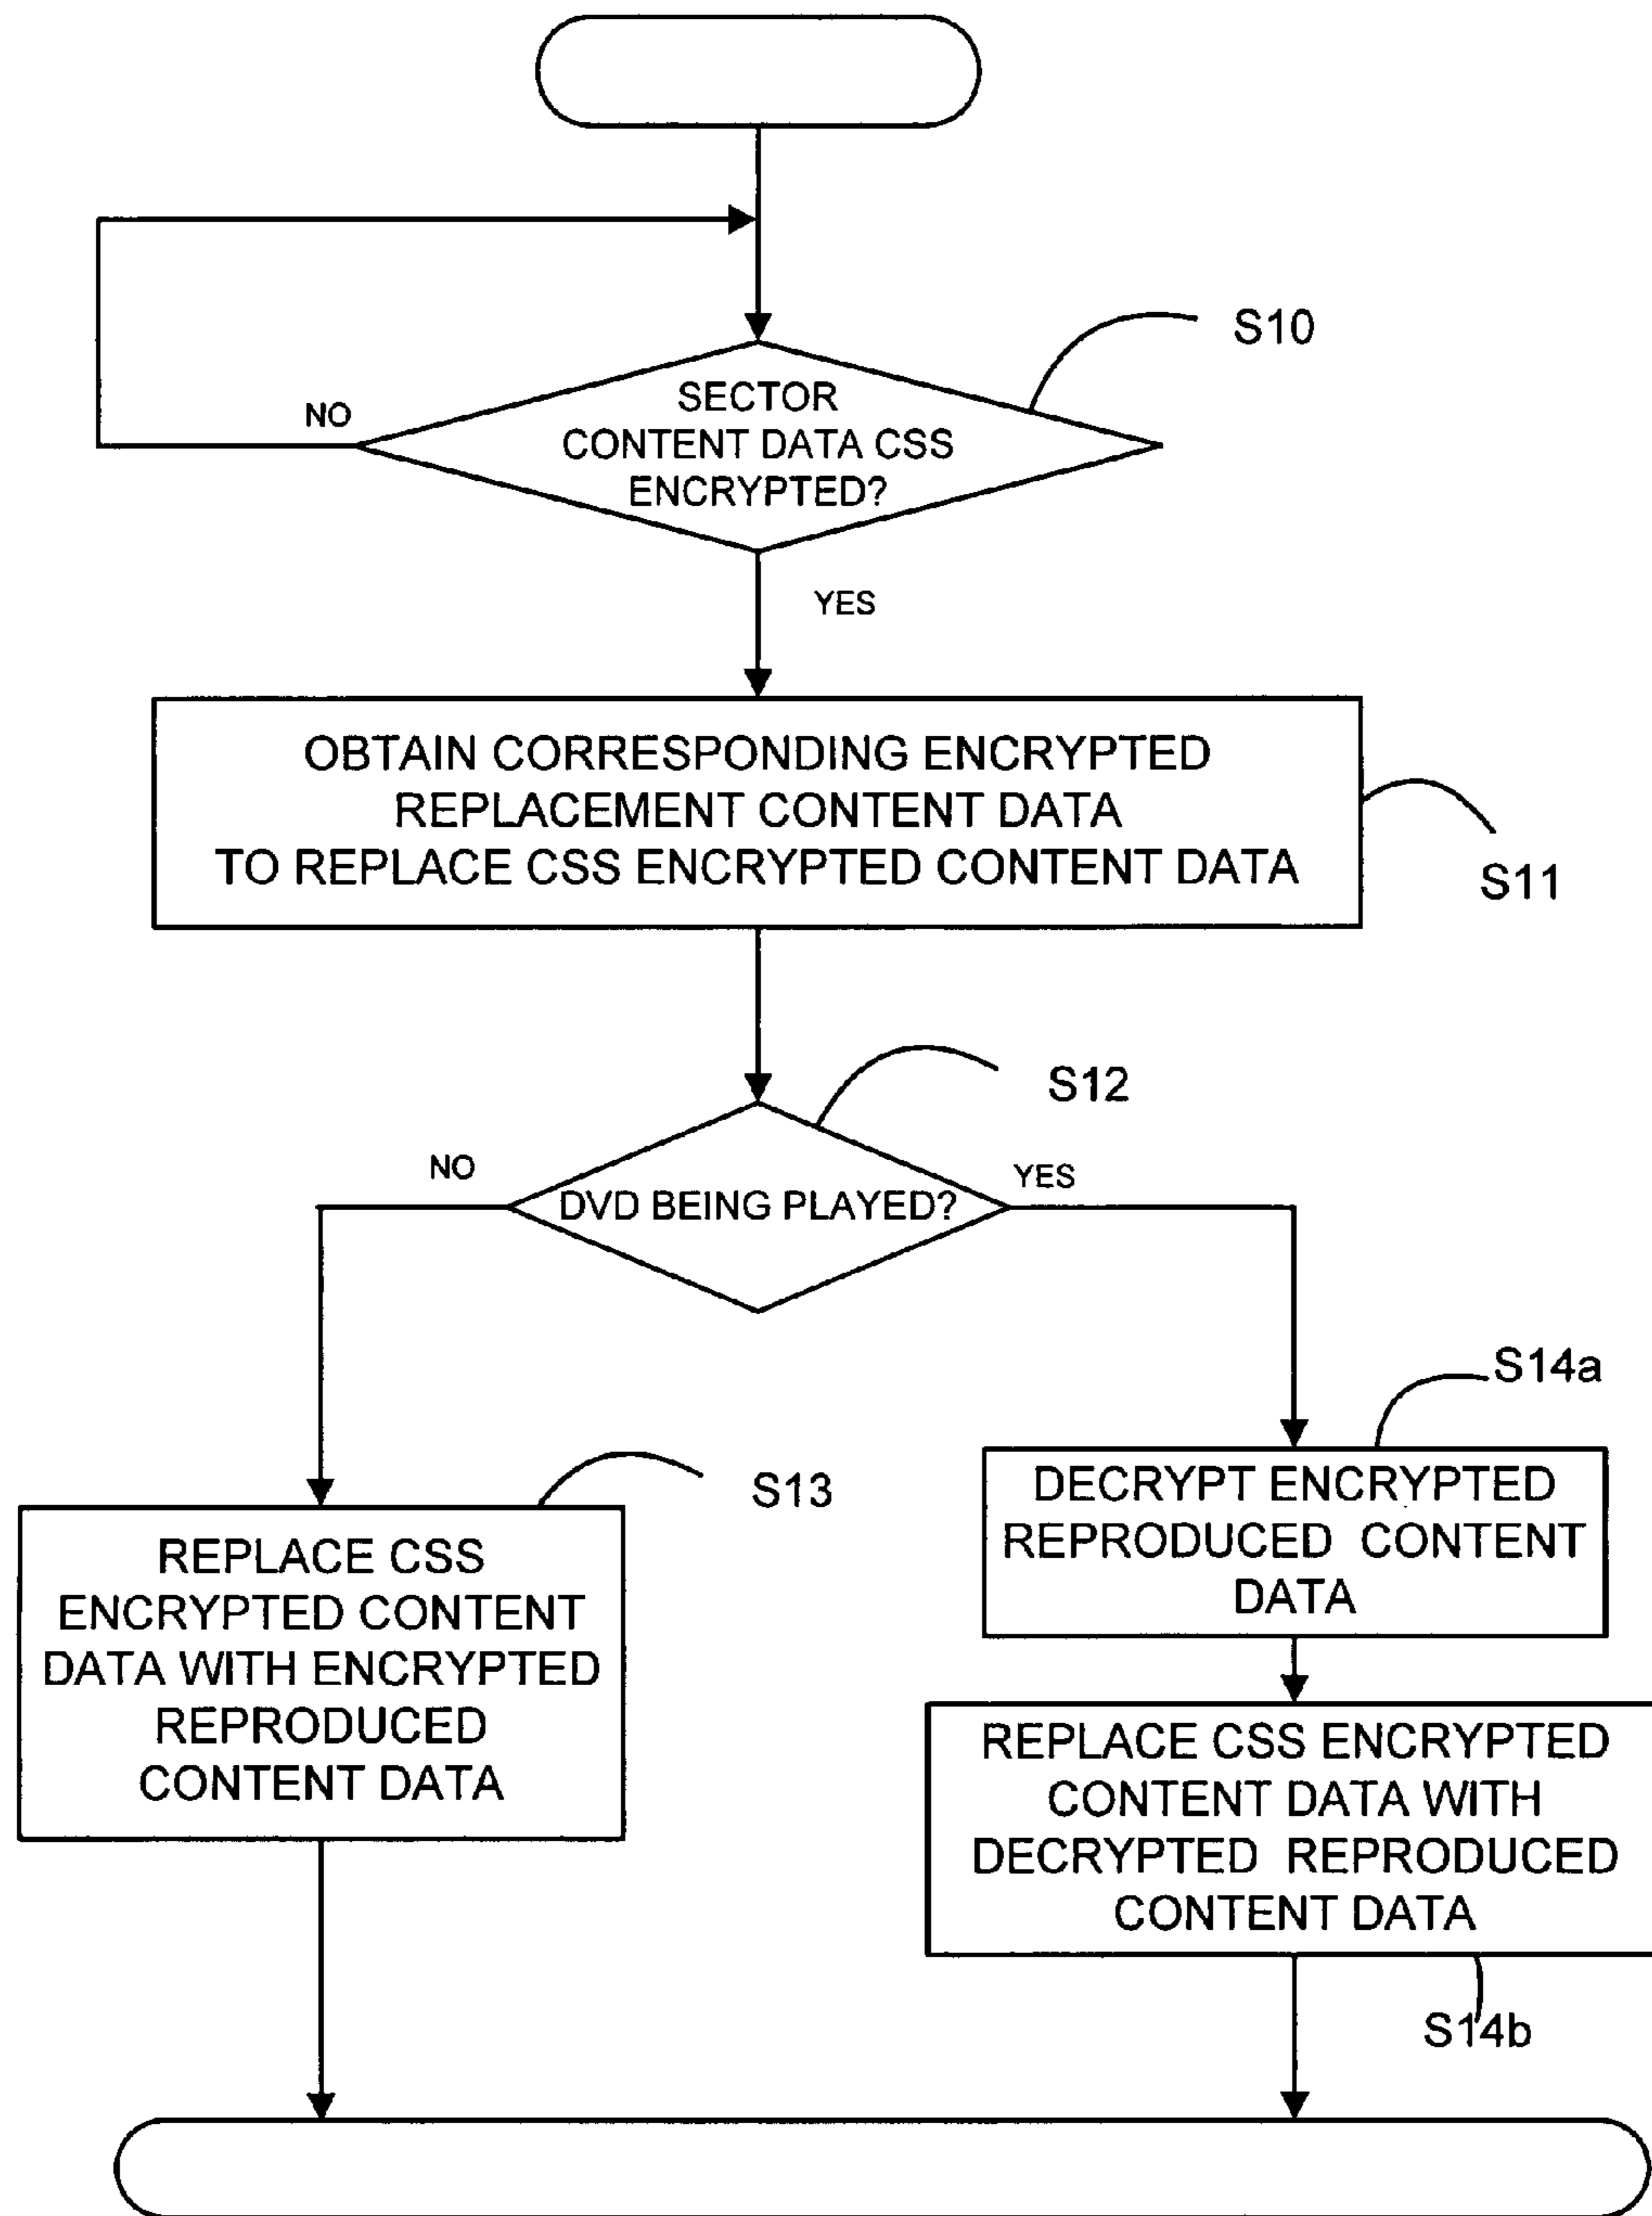 S10
SECTOR
CONTENT DATA CSS
ENCRYPTED?
NO
YES
OBTAIN CORRESPONDING ENCRYPTED
REPLACEMENT CONTENT DATA
TO REPLACE CSS ENCRYPTED CONTENT DATA
S11
S12
NO
YES
DVD BEING PLAYED?
S14a
S13
DECRYPT ENCRYPTED
REPRODUCED CONTENT
DATA
REPLACE CSS
ENCRYPTED CONTENT
DATA WITH ENCRYPTED
REPRODUCED
CONTENT DATA
REPLACE CSS ENCRYPTED
CONTENT DATA WITH
DECRYPTED REPRODUCED
CONTENT DATA
S14b